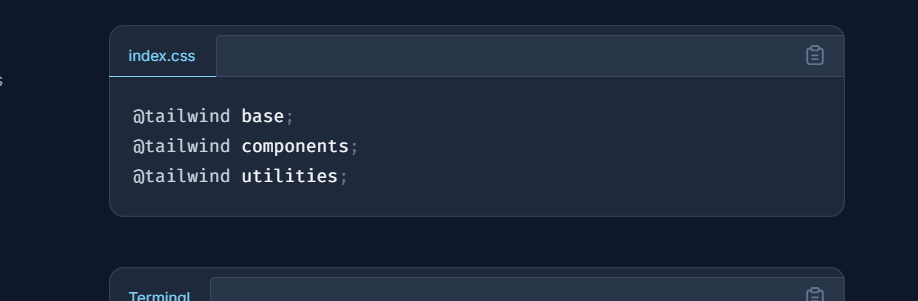 index.css
@tailwind base;
@tailwind components;
@tailwind utilities;
Terminal